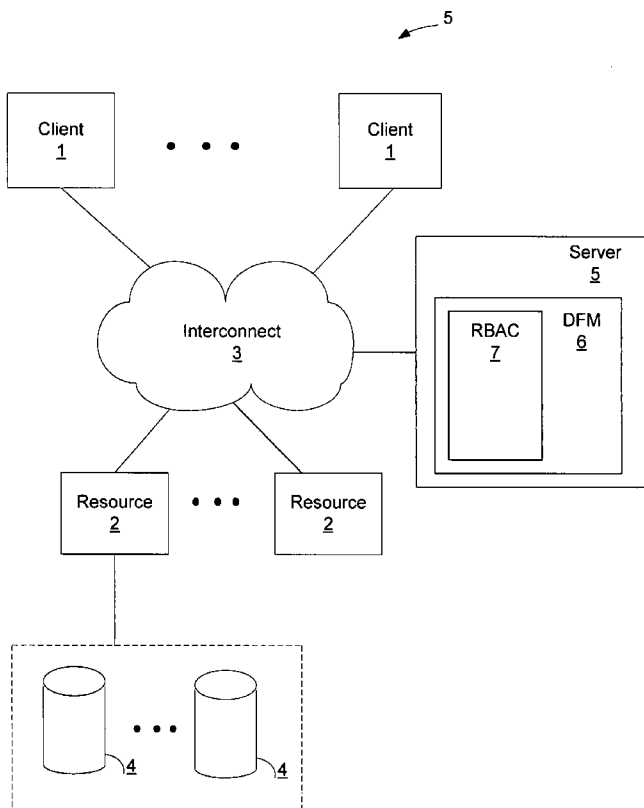 5
Client
1
Client
1
Server
5
Interconnect
3
RBAC
7
DFM
6
Resource
2
Resource
2
4
4